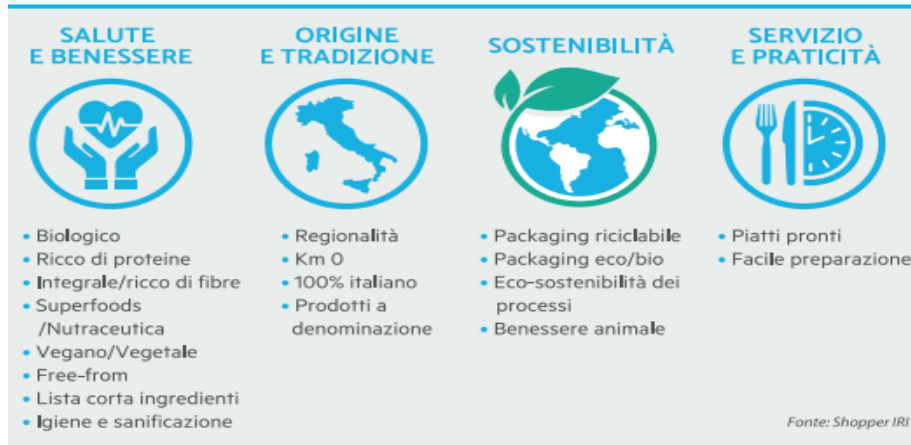 SALUTE
E BENESSERE
• Biologico
• Ricco di proteine
• Integrale/ricco di fibre
• Superfoods
/Nutraceutica
• Vegano/Vegetale
• Free-from
• Lista corta ingredienti
• Igiene e sanificazione
ORIGINE
E TRADIZIONE
• Regionalità
• Km 0
• 100% italiano
• Prodotti a
denominazione
SOSTENIBILITÀ
• Packaging riciclabile
• Packaging eco/bio
• Eco-sostenibilità dei
processi
• Benessere animale
SERVIZIO
E PRATICITÀ
• Piatti pronti
• Facile preparazione
Fonte: Shopper IRI